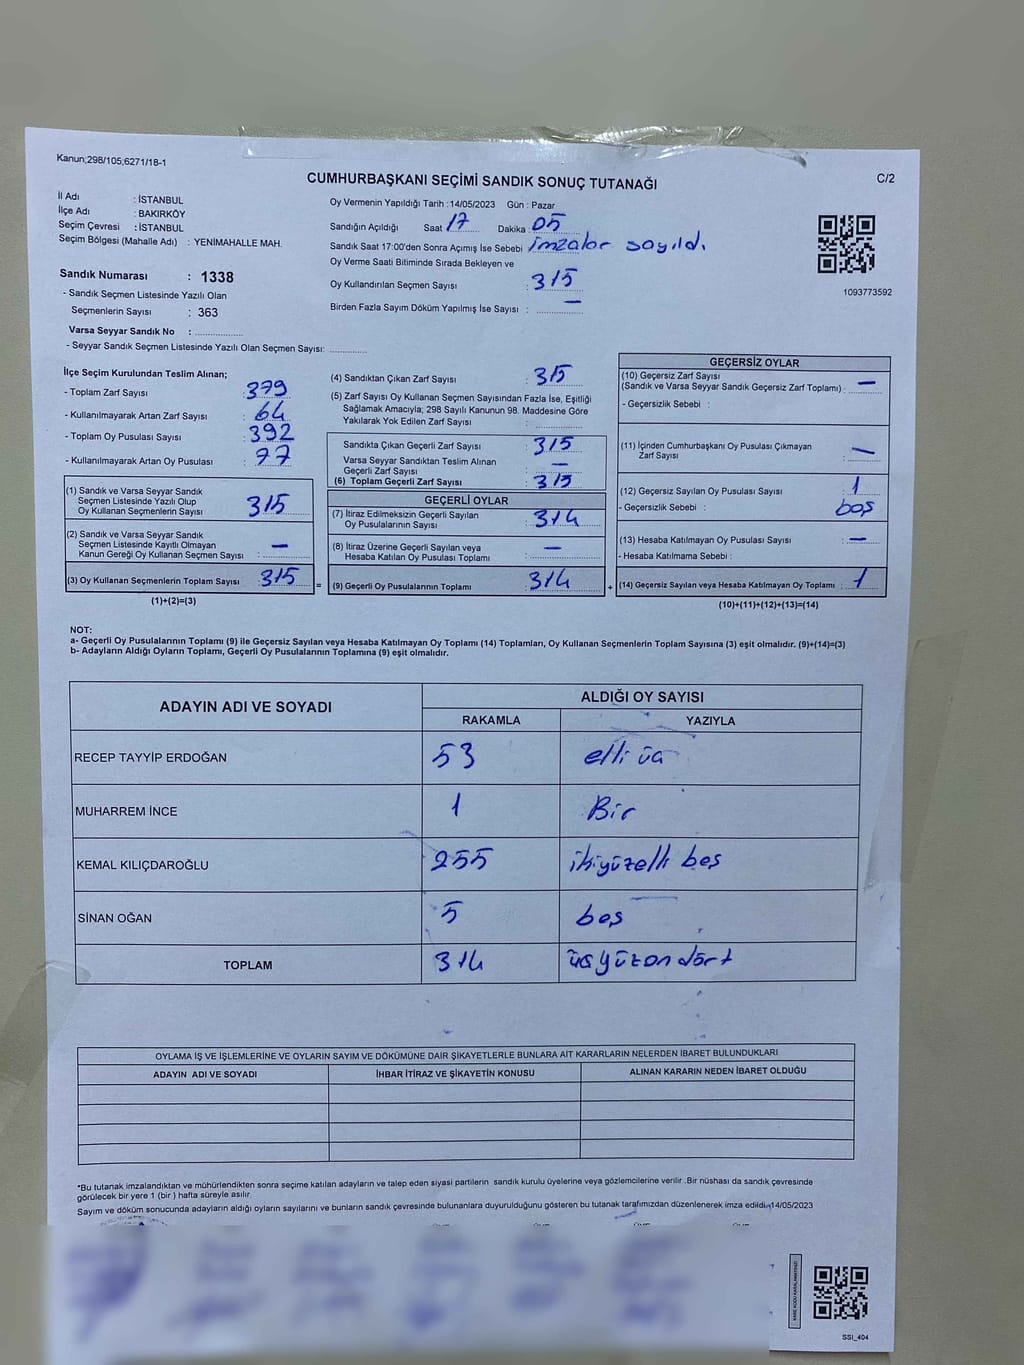 Kanun;298/105;6271/18-1
CUMHURBAŞKANI SEÇİMİ SANDIK SONUÇ TUTANAĞI
C/2
İl Adı : İSTANBUL
İlçe Adı : BAKIRKÖY
Seçim Çevresi : İSTANBUL
Seçim Bölgesi (Mahalle Adı) : YENİMAHALLE MAH.
Sandık Numarası : 1338
- Sandık Seçmen Listesinde Yazılı Olan
Seçmenlerin Sayısı : 363
Varsa Seyyar Sandık No :
- Seyyar Sandık Seçmen Listesinde Yazılı Olan Seçmen Sayısı:
Oy Vermenin Yapıldığı Tarih : 14/05/2023 Gün : Pazar
Sandığın Açıldığı Saat 17 Dakika : 05
Sandık Saat 17:00'den Sonra Açımış İse Sebebi imzalar sayıldı.
Oy Verme Saati Bitiminde Sırada Bekleyen ve
Oy Kullandırılan Seçmen Sayısı : 315
Birden Fazla Sayım Döküm Yapılmış İse Sayısı : —
1093773592
İlçe Seçim Kurulundan Teslim Alınan;
- Toplam Zarf Sayısı : 379
- Kullanılmayarak Artan Zarf Sayısı : 64
- Toplam Oy Pusulası Sayısı : 392
- Kullanılmayarak Artan Oy Pusulası : 77
(1) Sandık ve Varsa Seyyar Sandık
Seçmen Listesinde Yazılı Olup
Oy Kullanan Seçmenlerin Sayısı : 315
(2) Sandık ve Varsa Seyyar Sandık
Seçmen Listesinde Kayıtlı Olmayan
Kanun Gereği Oy Kullanan Seçmen Sayısı : —
(3) Oy Kullanan Seçmenlerin Toplam Sayısı : 315 =
(1)+(2)=(3)
(4) Sandıktan Çıkan Zarf Sayısı : 315
(5) Zarf Sayısı Oy Kullanan Seçmen Sayısından Fazla İse, Eşitliği
Sağlamak Amacıyla; 298 Sayılı Kanunun 98. Maddesine Göre
Yakılarak Yok Edilen Zarf Sayısı :
Sandıkta Çıkan Geçerli Zarf Sayısı : 315
Varsa Seyyar Sandıktan Teslim Alınan
Geçerli Zarf Sayısı : —
(6) Toplam Geçerli Zarf Sayısı : 315
GEÇERLİ OYLAR
(7) İtiraz Edilmeksizin Geçerli Sayılan
Oy Pusulalarının Sayısı : 314
(8) İtiraz Üzerine Geçerli Sayılan veya
Hesaba Katılan Oy Pusulası Toplamı : —
(9) Geçerli Oy Pusulalarının Toplamı : 314 +
GEÇERSİZ OYLAR
(10) Geçersiz Zarf Sayısı
(Sandık ve Varsa Seyyar Sandık Geçersiz Zarf Toplamı) : —
- Geçersizlik Sebebi :
(11) İçinden Cumhurbaşkanı Oy Pusulası Çıkmayan
Zarf Sayısı : —
(12) Geçersiz Sayılan Oy Pusulası Sayısı : 1
- Geçersizlik Sebebi : boş
(13) Hesaba Katılmayan Oy Pusulası Sayısı : —
- Hesaba Katılmama Sebebi :
(14) Geçersiz Sayılan veya Hesaba Katılmayan Oy Toplamı : 1
(10)+(11)+(12)+(13)=(14)
NOT:
a- Geçerli Oy Pusulalarının Toplamı (9) ile Geçersiz Sayılan veya Hesaba Katılmayan Oy Toplamı (14) Toplamları, Oy Kullanan Seçmenlerin Toplam Sayısına (3) eşit olmalıdır. (9)+(14)=(3)
b- Adayların Aldığı Oyların Toplamı, Geçerli Oy Pusulalarının Toplamına (9) eşit olmalıdır.
ADAYIN ADI VE SOYADI
ALDIĞI OY SAYISI
RAKAMLA YAZIYLA
RECEP TAYYİP ERDOĞAN 53 elli üç
MUHARREM İNCE 1 Bir
KEMAL KILIÇDAROĞLU 255 ikiyüzelli beş
SİNAN OĞAN 5 beş
TOPLAM 314 üçyüzon dört
OYLAMA İŞ VE İŞLEMLERİNE VE OYLARIN SAYIM VE DÖKÜMÜNE DAİR ŞİKAYETLERLE BUNLARA AİT KARARLARIN NELERDEN İBARET BULUNDUKLARI
ADAYIN ADI VE SOYADI İHBAR İTİRAZ VE ŞİKAYETİN KONUSU ALINAN KARARIN NEDEN İBARET OLDUĞU
*Bu tutanak imzalandıktan ve mühürlendikten sonra seçime katılan adayların ve talep eden siyasi partilerin sandık kurulu üyelerine veya gözlemcilerine verilir .Bir nüshası da sandık çevresinde
görülecek bir yere 1 (bir ) hafta süreyle asılır.
Sayım ve döküm sonucunda adayların aldığı oyların sayılarını ve bunların sandık çevresinde bulunanlara duyurulduğunu gösteren bu tutanak tarafımızdan düzenlenerek imza edildi. 14/05/2023
SSI_404